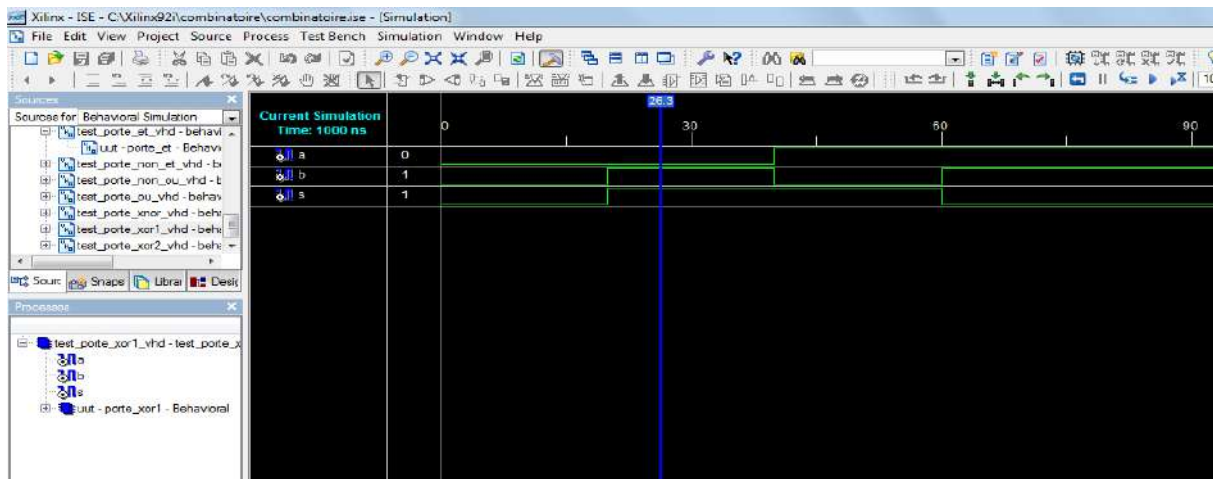 Xilinx - ISE - C:\Xilinx92i\combinatoire\combinatoire.ise - [Simulation]
File Edit View Project Source Process Test Bench Simulation Window Help
Sources
Sources for: Behavioral Simulation
test_porte_et_vhd - behavi
uut - porte_et - Behavi
test_porte_non_et_vhd - b
test_porte_non_ou_vhd - b
test_porte_ou_vhd - behav
test_porte_xnor_vhd - beha
test_porte_xor1_vhd - beha
test_porte_xor2_vhd - beha
Sourc Snaps Librar Desig
Processes
test_porte_xor1_vhd - test_porte_x
a
b
s
uut - porte_xor1 - Behavioral
26.3
Current Simulation
Time: 1000 ns
0 30 60 90
a 0
b 1
s 1